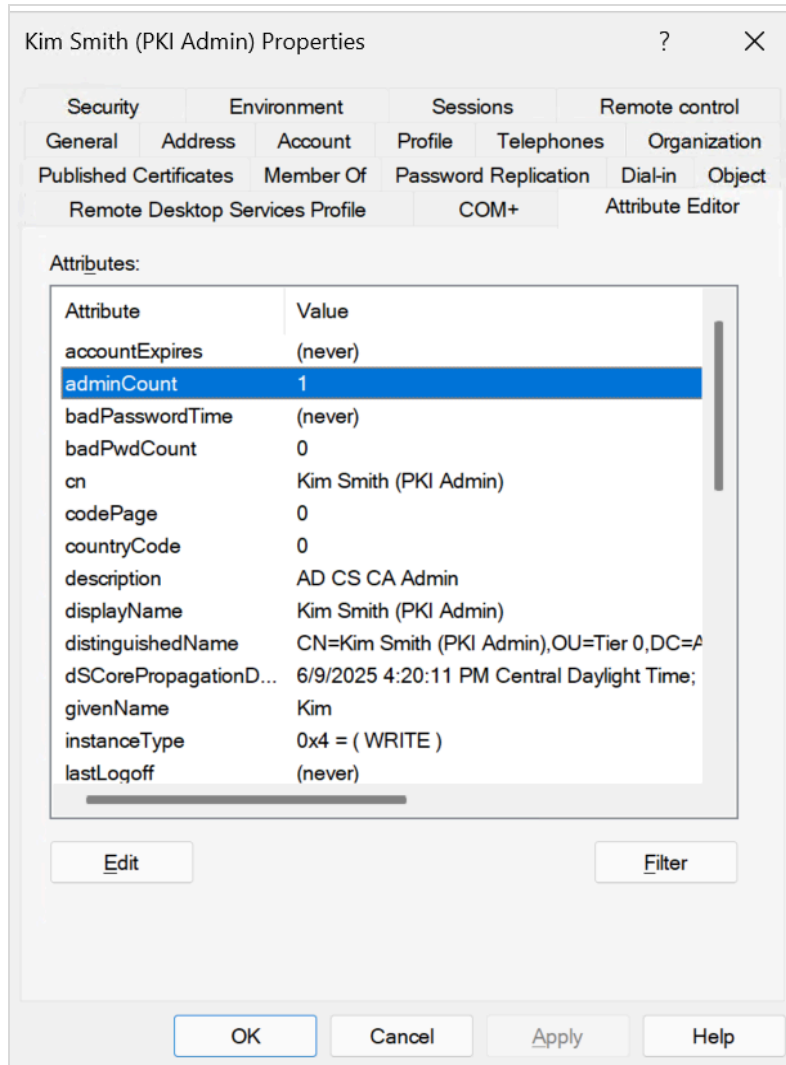 Kim Smith (PKI Admin) Properties ? ×
Security Environment Sessions Remote control
General Address Account Profile Telephones Organization
Published Certificates Member Of Password Replication Dial-in Object
Remote Desktop Services Profile COM+ Attribute Editor
Attributes:
Attribute Value
accountExpires (never)
adminCount 1
badPasswordTime (never)
badPwdCount 0
cn Kim Smith (PKI Admin)
codePage 0
countryCode 0
description AD CS CA Admin
displayName Kim Smith (PKI Admin)
distinguishedName CN=Kim Smith (PKI Admin),OU=Tier 0,DC=A
dSCorePropagationD... 6/9/2025 4:20:11 PM Central Daylight Time;
givenName Kim
instanceType 0x4 = ( WRITE )
lastLogoff (never)
Edit Filter
OK Cancel Apply Help